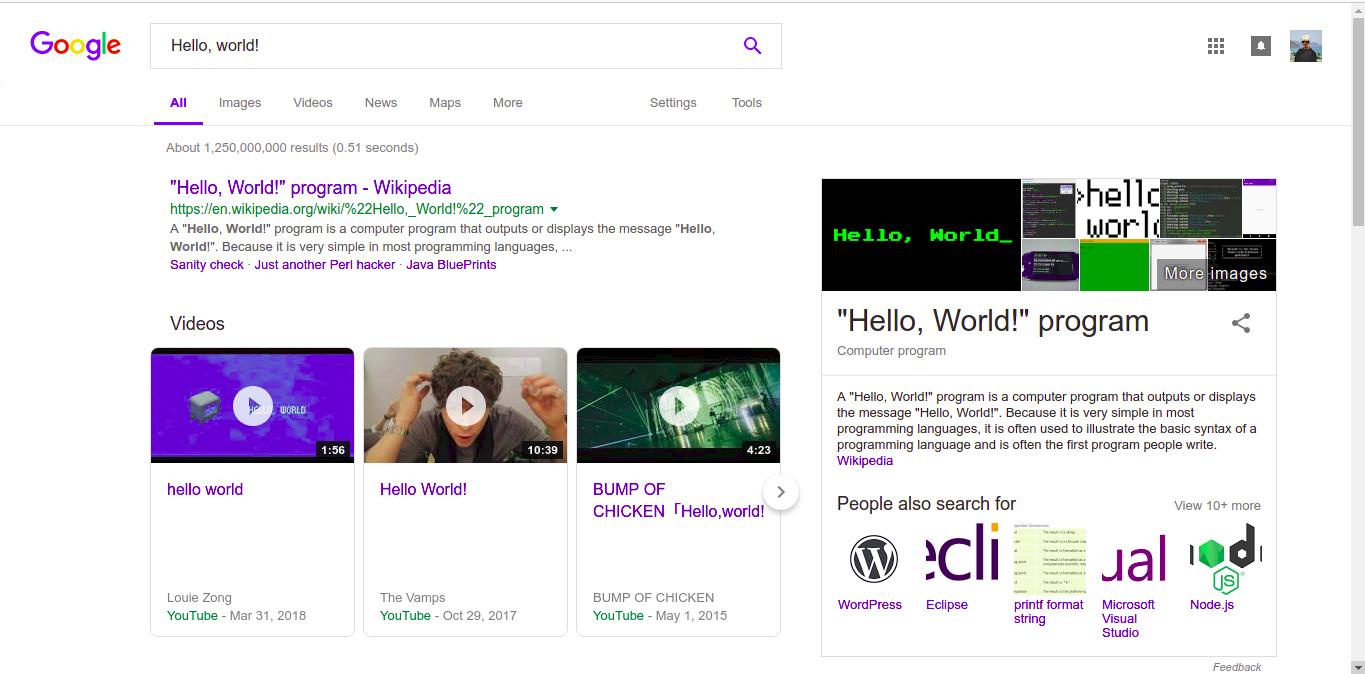 Google
Hello, world!
All Images Videos News Maps More Settings Tools
About 1,250,000,000 results (0.51 seconds)
"Hello, World!" program - Wikipedia
https://en.wikipedia.org/wiki/%22Hello,_World!%22_program
A "Hello, World!" program is a computer program that outputs or displays the message "Hello,
World!". Because it is very simple in most programming languages, ...
Sanity check · Just another Perl hacker · Java BluePrints
Videos
HELLO WORLD
1:56
10:39
4:23
hello world
Hello World!
BUMP OF
CHICKEN「Hello,world!
Louie Zong
YouTube - Mar 31, 2018
The Vamps
YouTube - Oct 29, 2017
BUMP OF CHICKEN
YouTube - May 1, 2015
Hello, World_
hello
world
More images
"Hello, World!" program
Computer program
A "Hello, World!" program is a computer program that outputs or displays
the message "Hello, World!". Because it is very simple in most
programming languages, it is often used to illustrate the basic syntax of a
programming language and is often the first program people write.
Wikipedia
People also search for
View 10+ more
ecli
ual
JS
WordPress
Eclipse
printf format
string
Microsoft
Visual
Studio
Node.js
Feedback